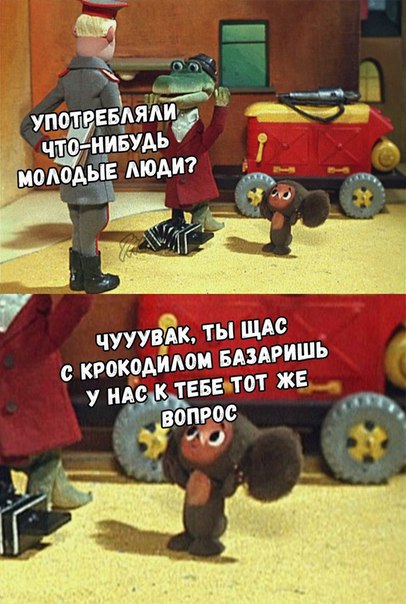 УПОТРЕБЛЯЛИ
ЧТО-НИБУДЬ
МОЛОДЫЕ ЛЮДИ?
ЧУУУВАК, ТЫ ЩАС
С КРОКОДИЛОМ БАЗАРИШЬ
У НАС К ТЕБЕ ТОТ ЖЕ
ВОПРОС